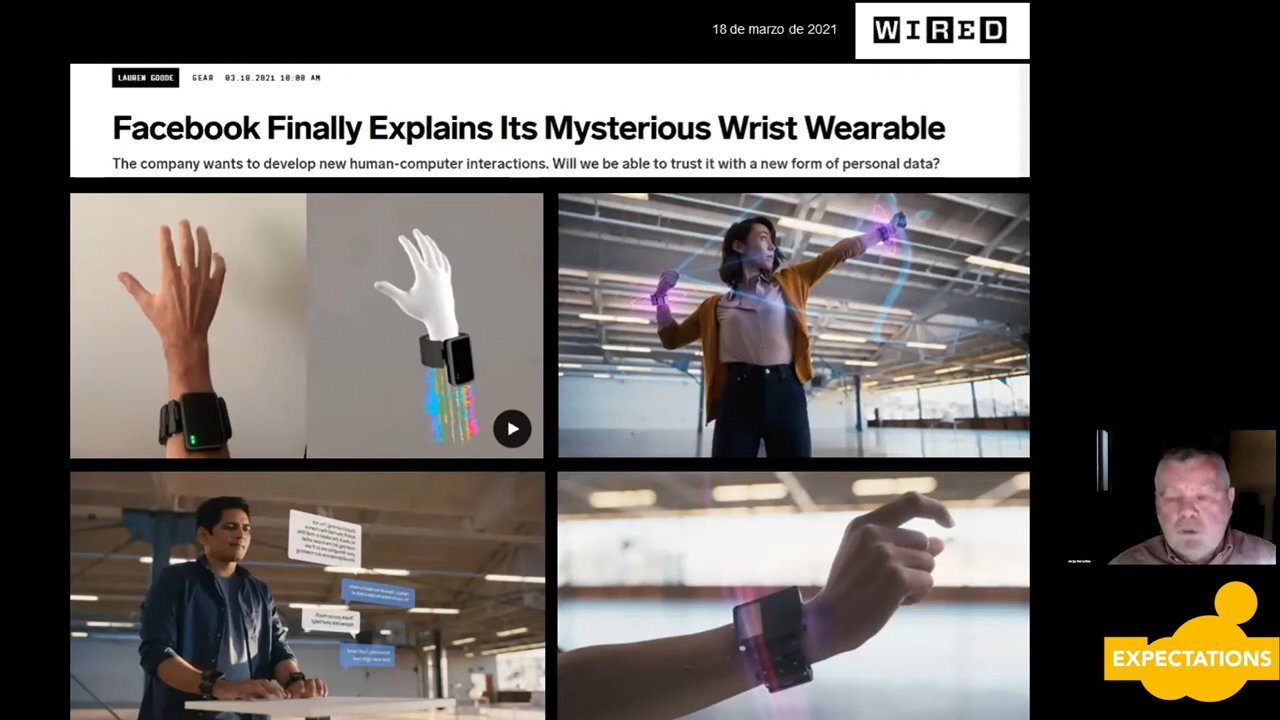 18 de marzo de 2021
WIRED
LAUREN GOODE GEAR 03.18.2021 10:00 AM
Facebook Finally Explains Its Mysterious Wrist Wearable
The company wants to develop new human-computer interactions. Will we be able to trust it with a new form of personal data?
EXPECTATIONS